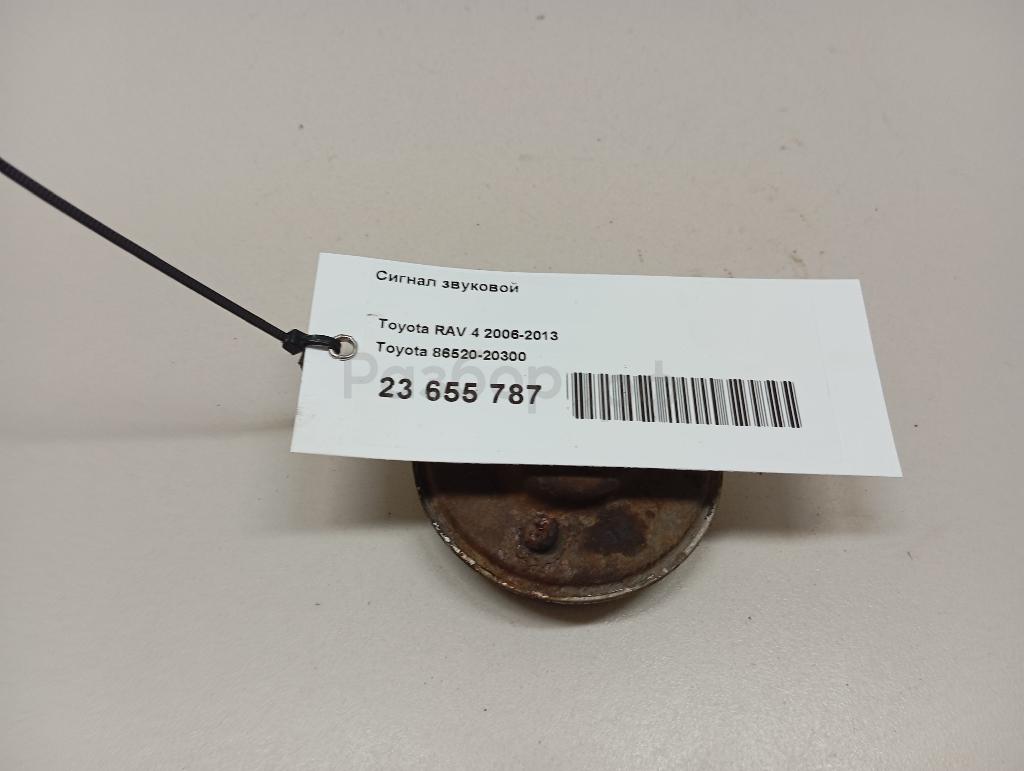 Сигнал звуковой
Toyota RAV 4 2006-2013
Toyota 86520-20300
23 655 787